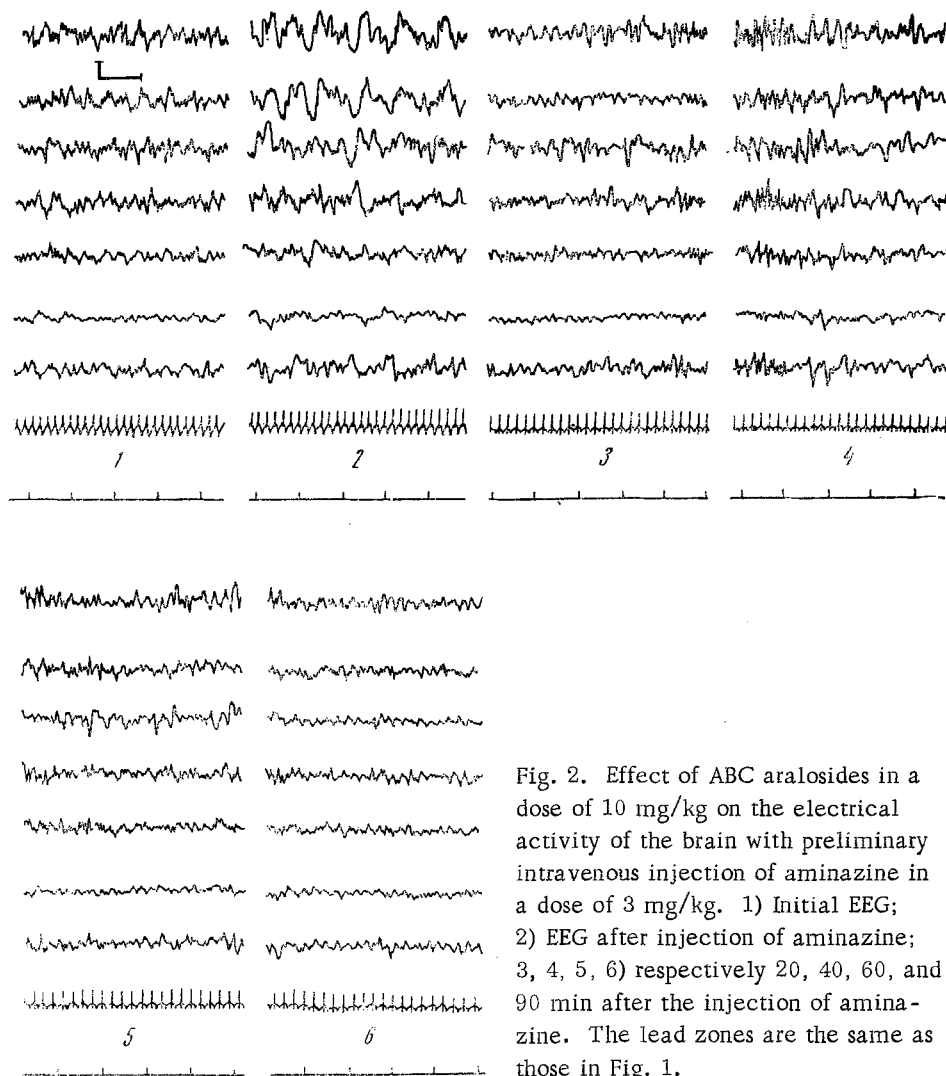 1
2
3
4
5
6
Fig. 2. Effect of ABC aralosides in a
dose of 10 mg/kg on the electrical
activity of the brain with preliminary
intravenous injection of aminazine in
a dose of 3 mg/kg. 1) Initial EEG;
2) EEG after injection of aminazine;
3, 4, 5, 6) respectively 20, 40, 60, and
90 min after the injection of amina-
zine. The lead zones are the same as
those in Fig. 1.